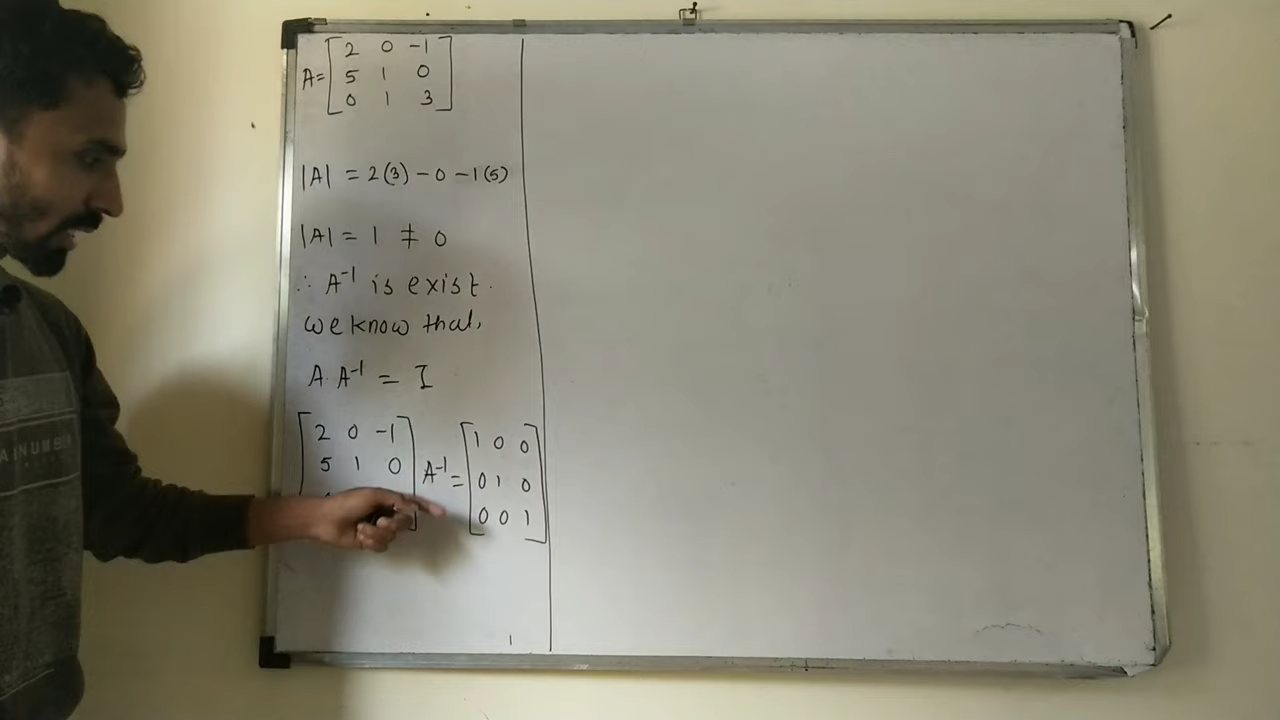 A = [ 2 0 -1
5 1 0
0 1 3 ]
|A| = 2(3) - 0 - 1(5)
|A| = 1 ≠ 0
∴ A⁻¹ is exist.
we know that,
A A⁻¹ = I
[ 2 0 -1
5 1 0 ] A⁻¹ = [ 1 0 0
0 1 0
0 0 1 ]